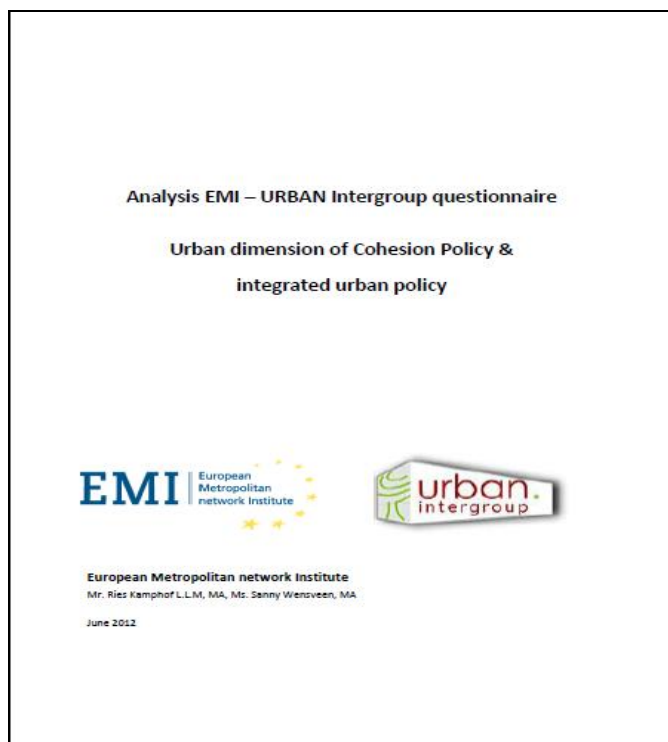 Analysis EMI – URBAN Intergroup questionnaire
Urban dimension of Cohesion Policy &
integrated urban policy
EMI
European
Metropolitan
network Institute
urban.
intergroup
European Metropolitan network Institute
Mr. Ries Kamphof L.L.M, MA, Ms. Sanny Wensveen, MA
June 2012